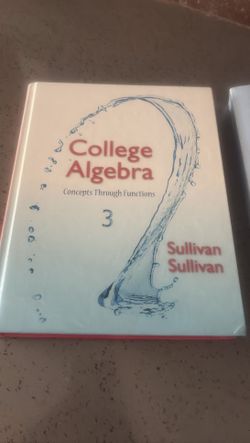 College
Algebra
Concepts Through Functions
3
Sullivan
Sullivan